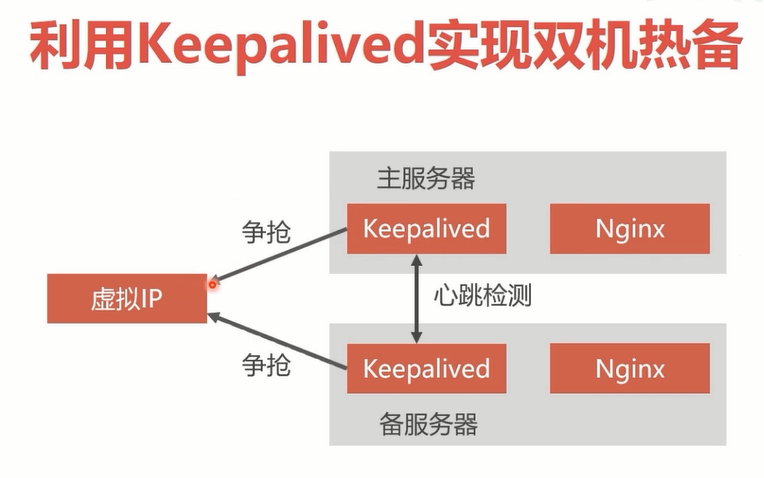 利用Keepalived实现双机热备
主服务器
争抢
Keepalived
Nginx
虚拟IP
心跳检测
争抢
Keepalived
Nginx
备服务器